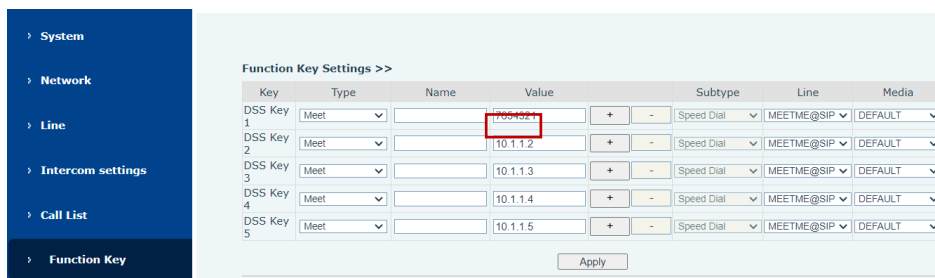 › System
› Network
› Line
› Intercom settings
› Call List
› Function Key
Function Key Settings >>
Key Type Name Value Subtype Line Media
DSS Key 1 Meet 7654321 + - Speed Dial MEETME@SIP DEFAULT
DSS Key 2 Meet 10.1.1.2 + - Speed Dial MEETME@SIP DEFAULT
DSS Key 3 Meet 10.1.1.3 + - Speed Dial MEETME@SIP DEFAULT
DSS Key 4 Meet 10.1.1.4 + - Speed Dial MEETME@SIP DEFAULT
DSS Key 5 Meet 10.1.1.5 + - Speed Dial MEETME@SIP DEFAULT
Apply